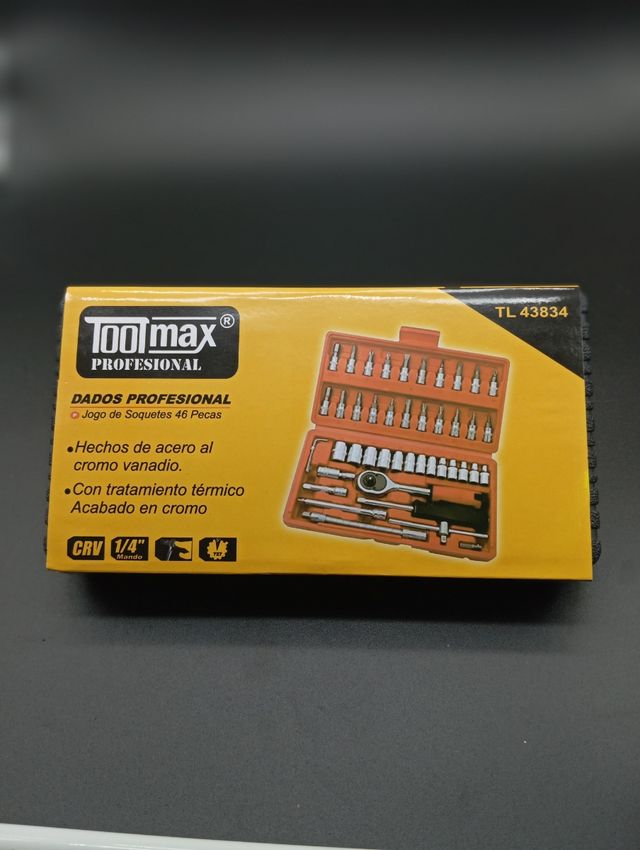 TOOLmax®
PROFESIONAL
TL 43834
DADOS PROFESIONAL
P Jogo de Soquetes 46 Pecas
•Hechos de acero al
cromo vanadio.
•Con tratamiento térmico
Acabado en cromo
CRV 1/4"
Mando